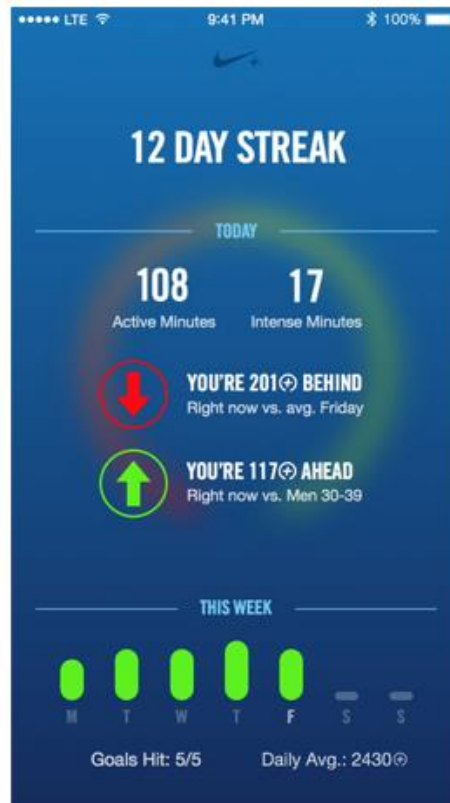 LTE 9:41 PM 100%
12 DAY STREAK
TODAY
108 17
Active Minutes Intense Minutes
YOU'RE 201⊕ BEHIND
Right now vs. avg. Friday
YOU'RE 117⊕ AHEAD
Right now vs. Men 30-39
THIS WEEK
M T W T F S S
Goals Hit: 5/5 Daily Avg.: 2430⊕